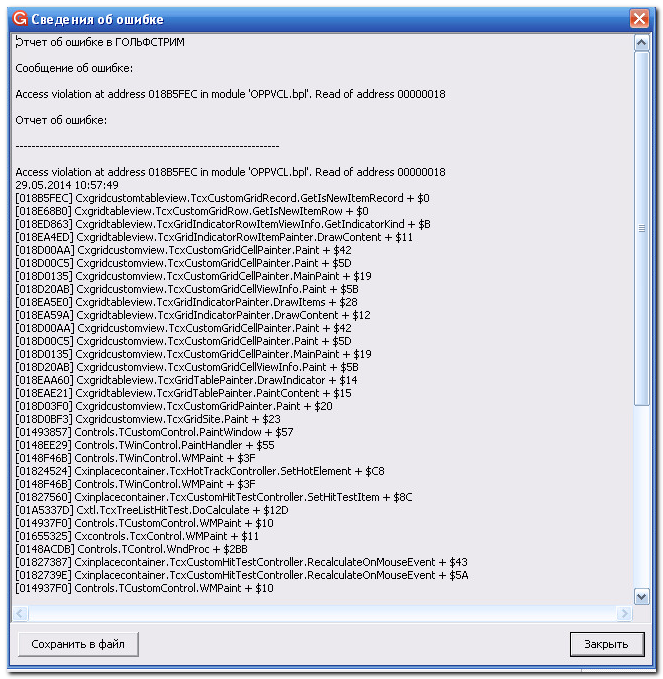 Сведения об ошибке
Отчет об ошибке в ГОЛЬФСТРИМ
Сообщение об ошибке:
Access violation at address 018B5FEC in module 'OPPVCL.bpl'. Read of address 00000018
Отчет об ошибке:
------------------------------------------------------------------
Access violation at address 018B5FEC in module 'OPPVCL.bpl'. Read of address 00000018
29.05.2014 10:57:49
[018B5FEC] Cxgridcustomtableview.TcxCustomGridRecord.GetIsNewItemRecord + $0
[018E68B0] Cxgridtableview.TcxCustomGridRow.GetIsNewItemRow + $0
[018ED863] Cxgridtableview.TcxGridIndicatorRowItemViewInfo.GetIndicatorKind + $B
[018EA4ED] Cxgridtableview.TcxGridIndicatorRowItemPainter.DrawContent + $11
[018D00AA] Cxgridcustomview.TcxCustomGridCellPainter.Paint + $42
[018D00C5] Cxgridcustomview.TcxCustomGridCellPainter.Paint + $5D
[018D0135] Cxgridcustomview.TcxCustomGridCellPainter.MainPaint + $19
[018D20AB] Cxgridcustomview.TcxCustomGridCellViewInfo.Paint + $5B
[018EA5E0] Cxgridtableview.TcxGridIndicatorPainter.DrawItems + $28
[018EA59A] Cxgridtableview.TcxGridIndicatorPainter.DrawContent + $12
[018D00AA] Cxgridcustomview.TcxCustomGridCellPainter.Paint + $42
[018D00C5] Cxgridcustomview.TcxCustomGridCellPainter.Paint + $5D
[018D0135] Cxgridcustomview.TcxCustomGridCellPainter.MainPaint + $19
[018D20AB] Cxgridcustomview.TcxCustomGridCellViewInfo.Paint + $5B
[018EAA60] Cxgridtableview.TcxGridTablePainter.DrawIndicator + $14
[018EAE21] Cxgridtableview.TcxGridTablePainter.PaintContent + $15
[018D03F0] Cxgridcustomview.TcxCustomGridPainter.Paint + $20
[018D0BF3] Cxgridcustomview.TcxGridSite.Paint + $23
[01493857] Controls.TCustomControl.PaintWindow + $57
[0148EE29] Controls.TWinControl.PaintHandler + $55
[0148F46B] Controls.TWinControl.WMPaint + $3F
[01824524] Cxinplacecontainer.TcxHotTrackController.SetHotElement + $C8
[0148F46B] Controls.TWinControl.WMPaint + $3F
[01827560] Cxinplacecontainer.TcxCustomHitTestController.SetHitTestItem + $8C
[01A5337D] Cxtl.TcxTreeListHitTest.DoCalculate + $12D
[014937F0] Controls.TCustomControl.WMPaint + $10
[01655325] Cxcontrols.TcxControl.WMPaint + $11
[0148ACDB] Controls.TControl.WndProc + $2BB
[01827387] Cxinplacecontainer.TcxCustomHitTestController.RecalculateOnMouseEvent + $43
[0182739E] Cxinplacecontainer.TcxCustomHitTestController.RecalculateOnMouseEvent + $5A
[014937F0] Controls.TCustomControl.WMPaint + $10
Сохранить в файл
Закрыть